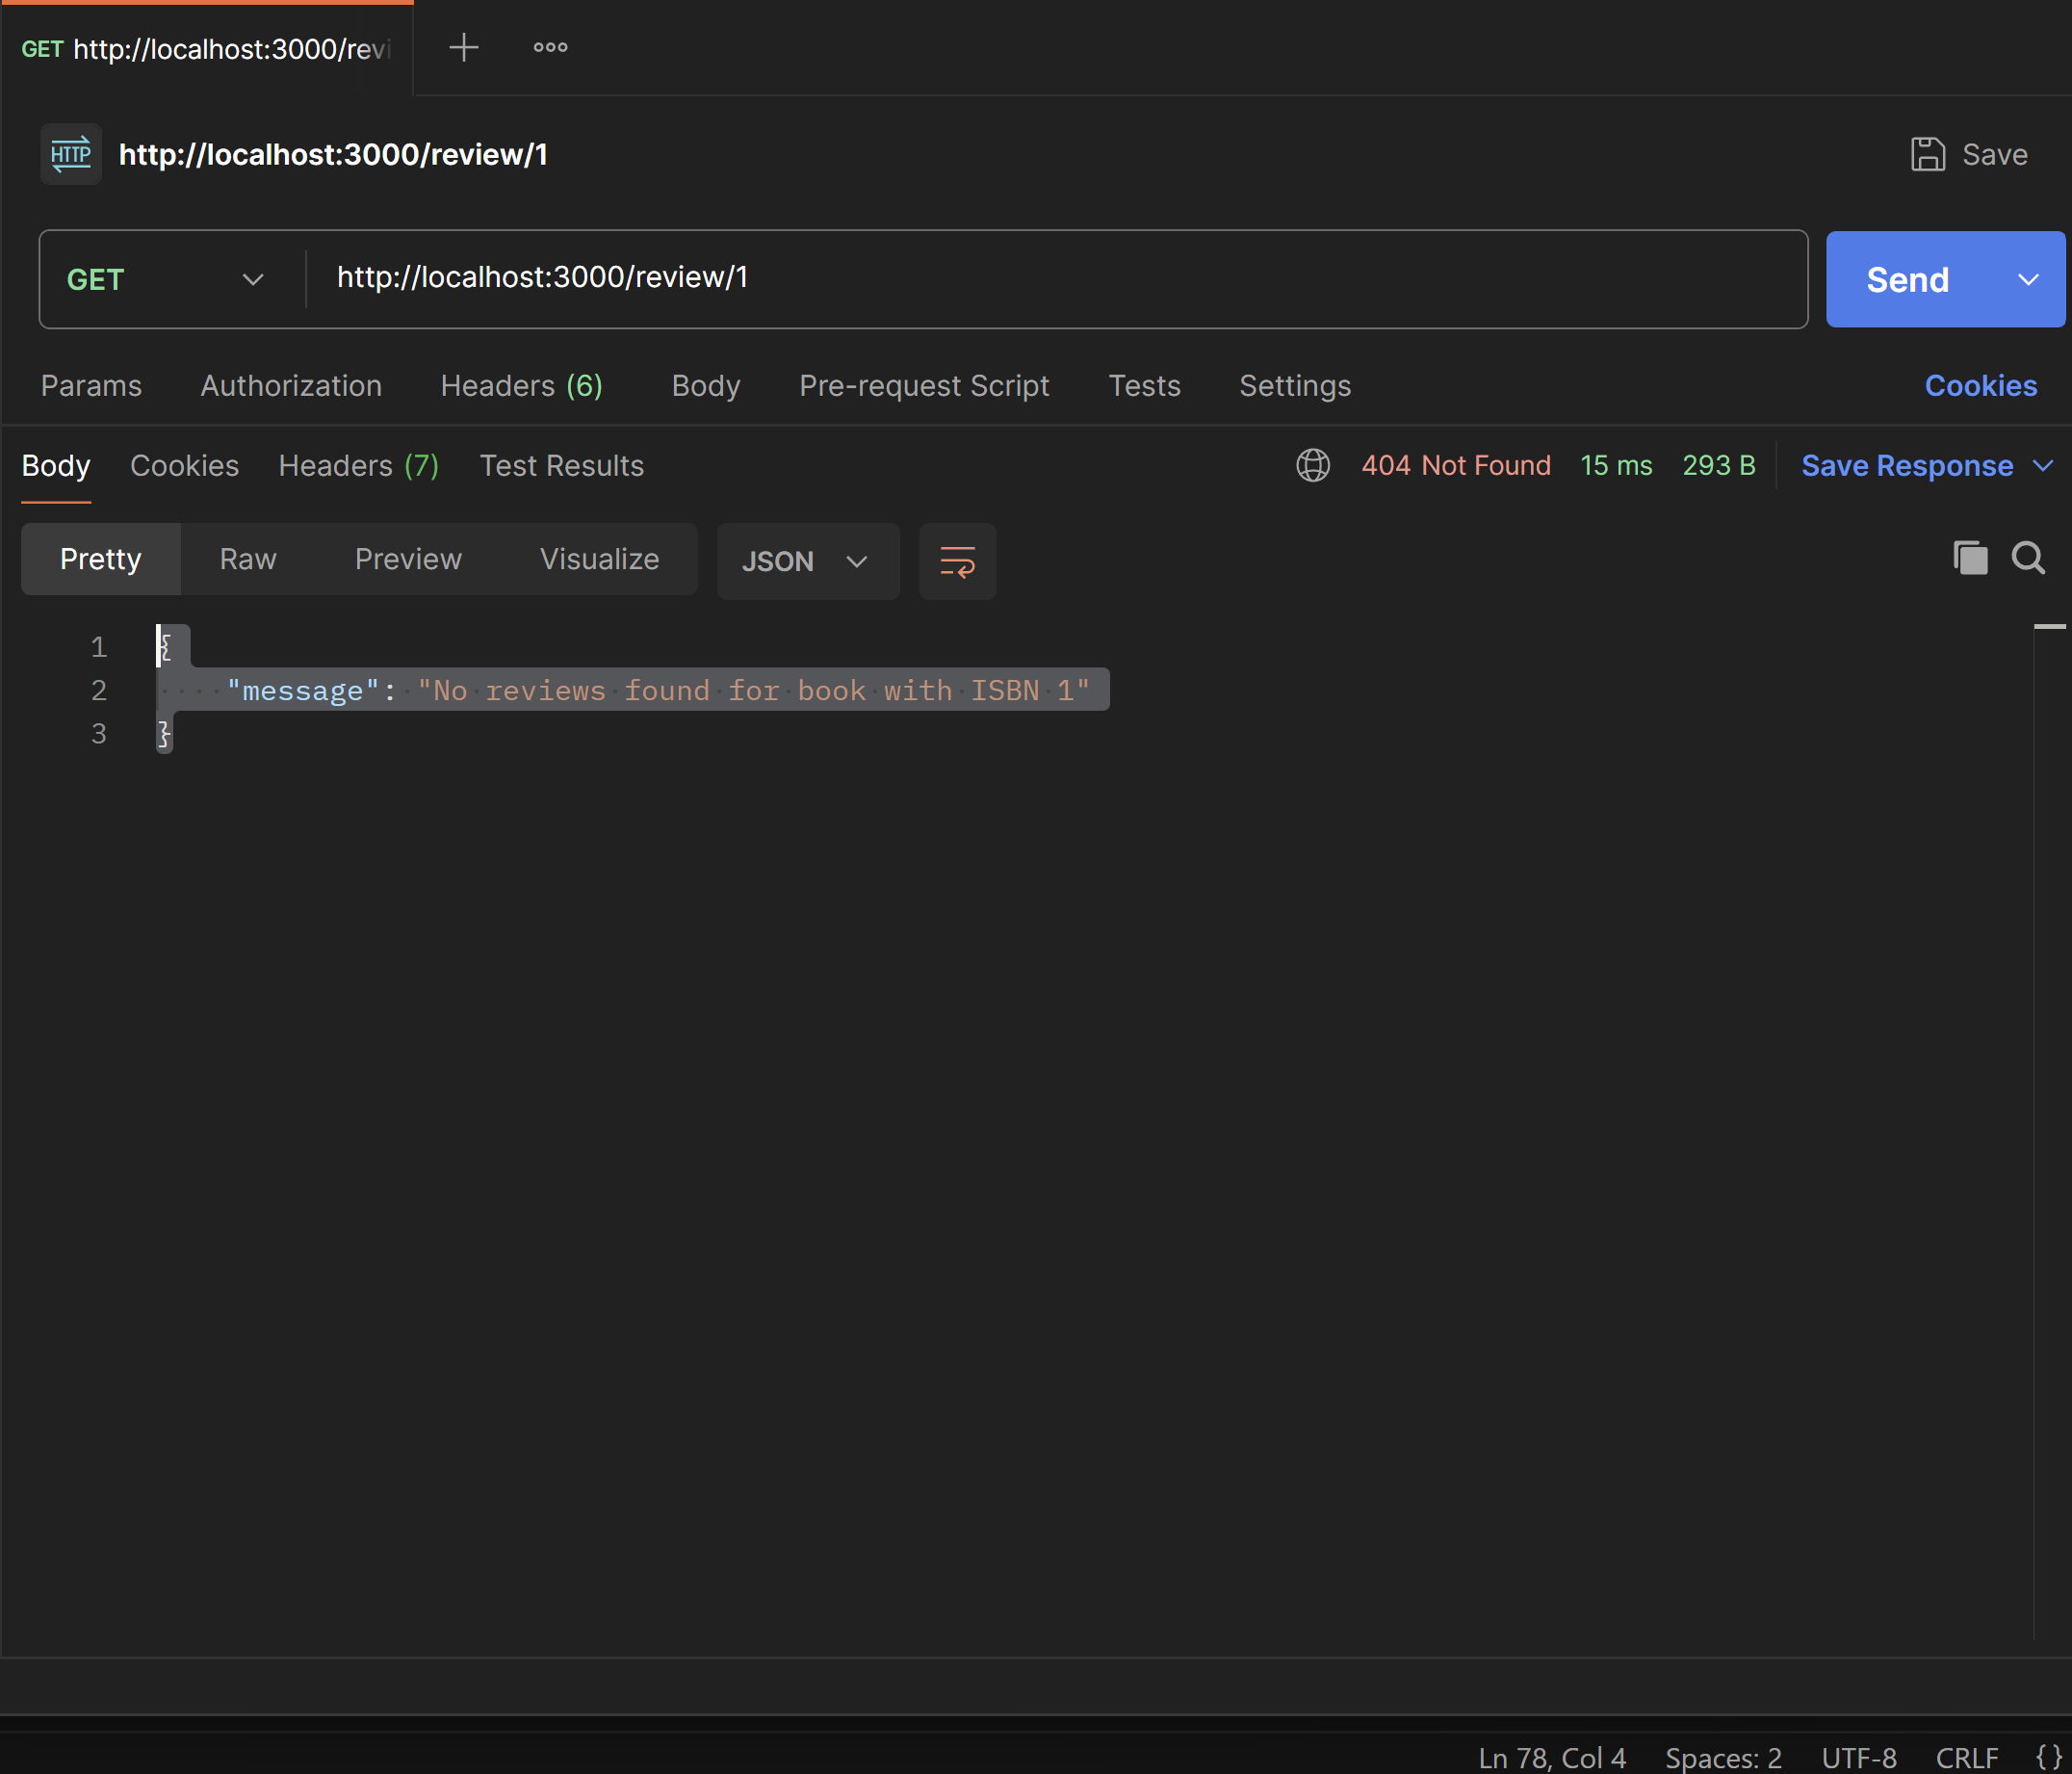 GET http://localhost:3000/revi
HTTP http://localhost:3000/review/1 Save
GET http://localhost:3000/review/1 Send
Params Authorization Headers (6) Body Pre-request Script Tests Settings Cookies
Body Cookies Headers (7) Test Results 404 Not Found 15 ms 293 B Save Response
Pretty Raw Preview Visualize JSON
1 {
2 "message": "No reviews found for book with ISBN 1"
3 }
Ln 78, Col 4 Spaces: 2 UTF-8 CRLF {}